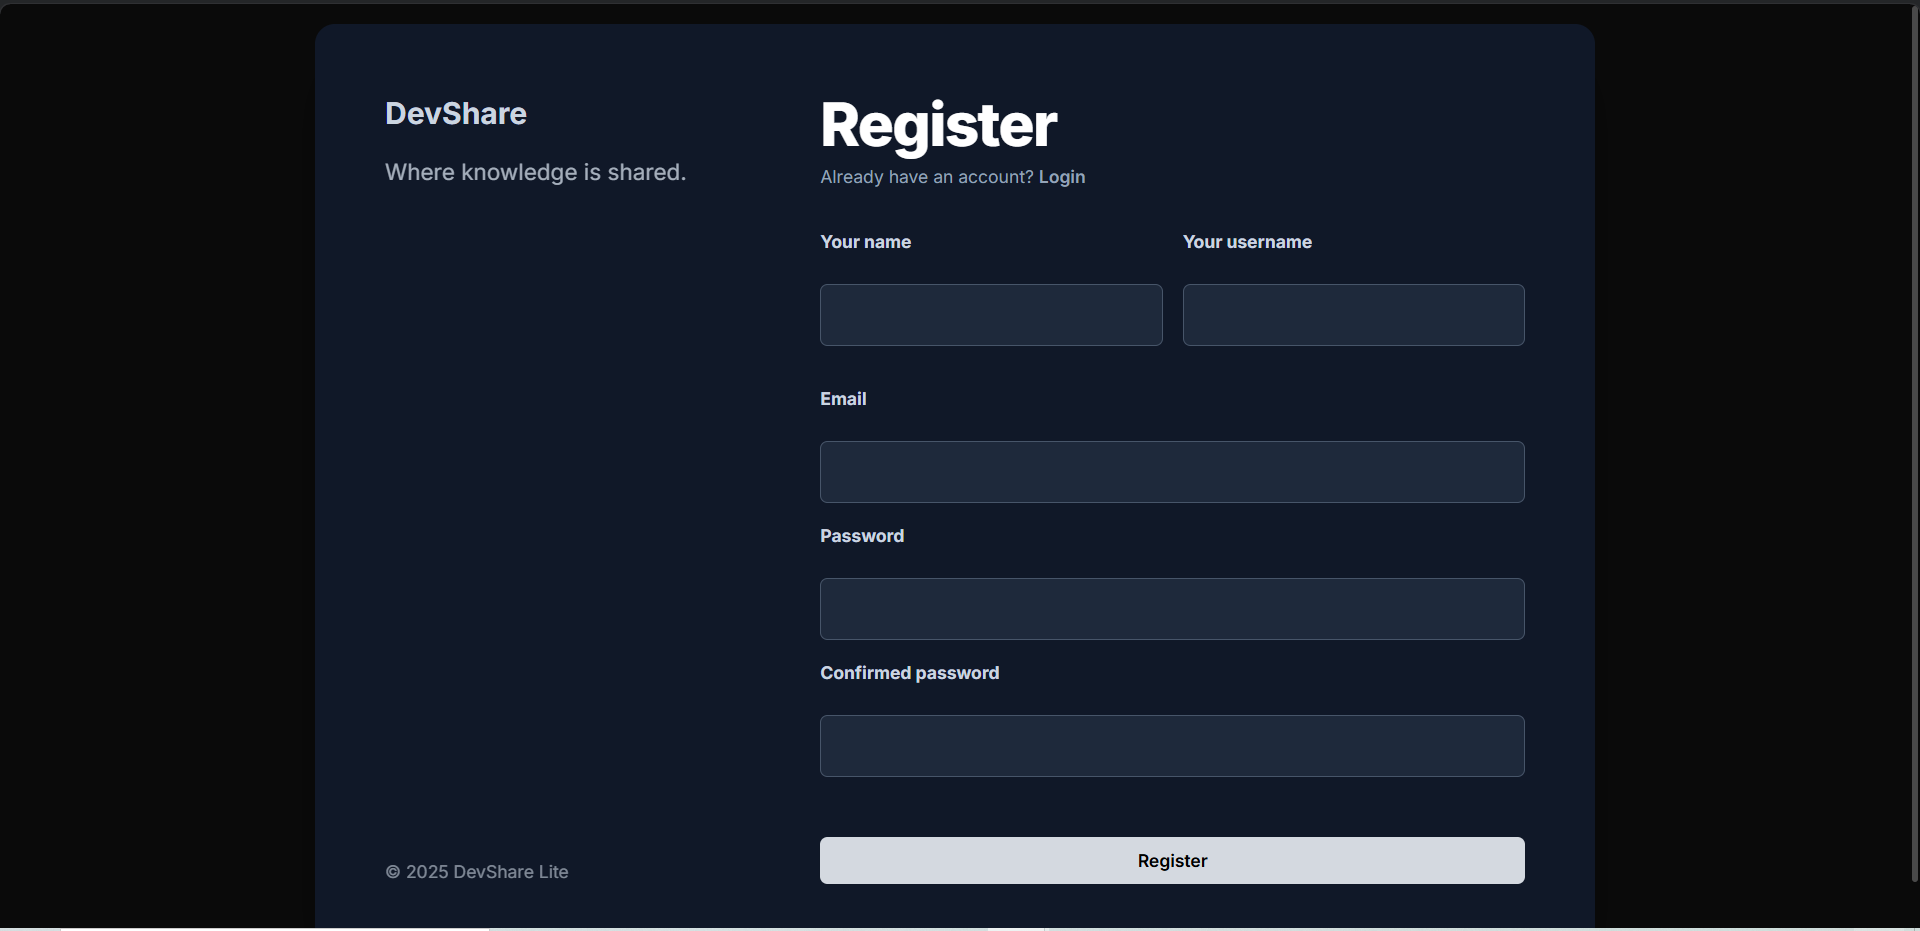 DevShare
Where knowledge is shared.
© 2025 DevShare Lite
Register
Already have an account? Login
Your name
Your username
Email
Password
Confirmed password
Register